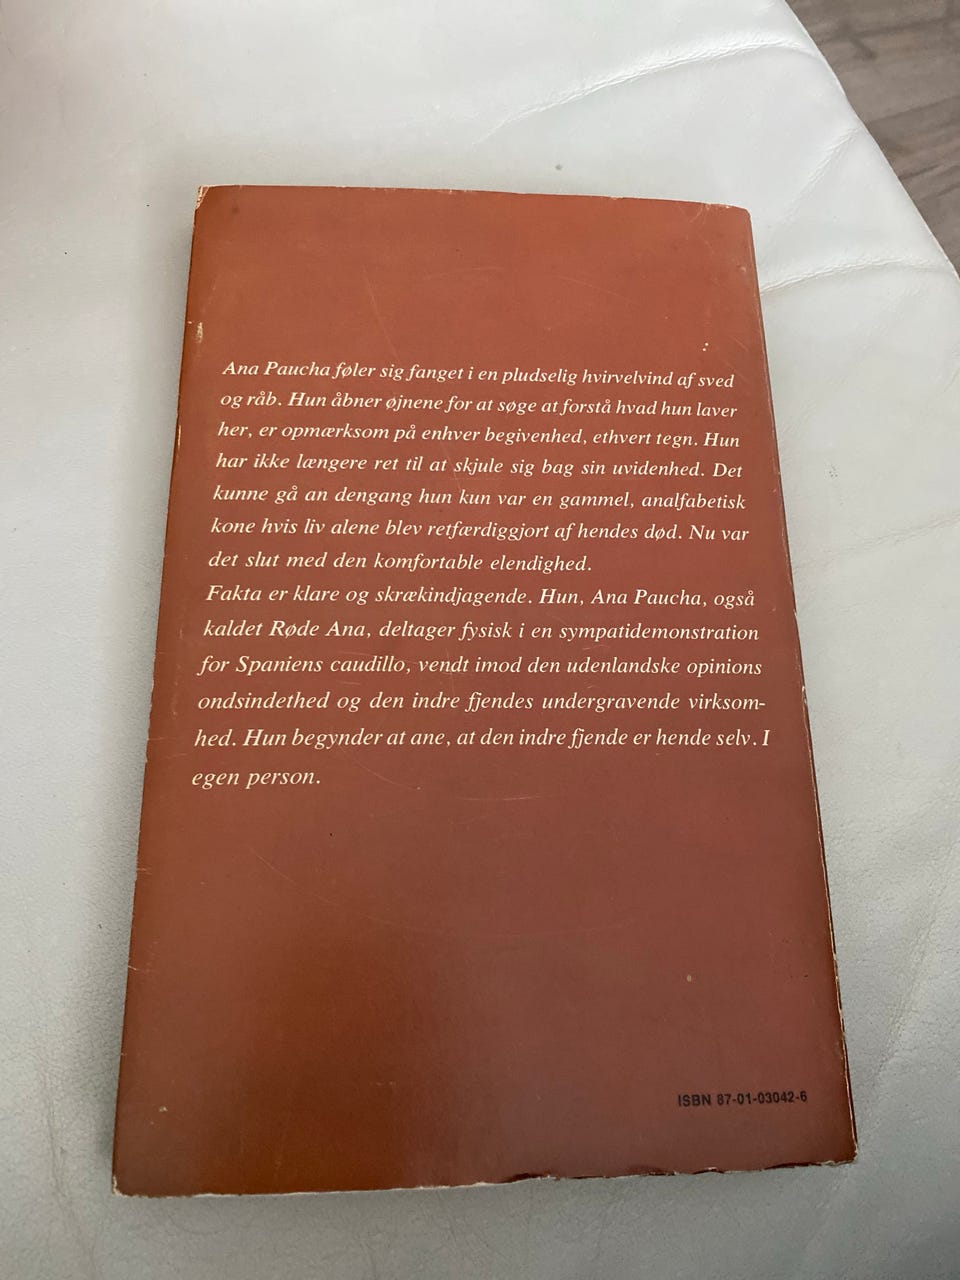 Ana Paucha føler sig fanget i en pludselig hvirvelvind af sved
og råb. Hun åbner øjnene for at søge at forstå hvad hun laver
her, er opmærksom på enhver begivenhed, ethvert tegn. Hun
har ikke længere ret til at skjule sig bag sin uvidenhed. Det
kunne gå an dengang hun kun var en gammel, analfabetisk
kone hvis liv alene blev retfærdiggjort af hendes død. Nu var
det slut med den komfortable elendighed.
Fakta er klare og skrækindjagende. Hun, Ana Paucha, også
kaldet Røde Ana, deltager fysisk i en sympatidemonstration
for Spaniens caudillo, vendt imod den udenlandske opinions
ondsindethed og den indre fjendes undergravende virksom-
hed. Hun begynder at ane, at den indre fjende er hende selv. I
egen person.
ISBN 87-01-03042-6